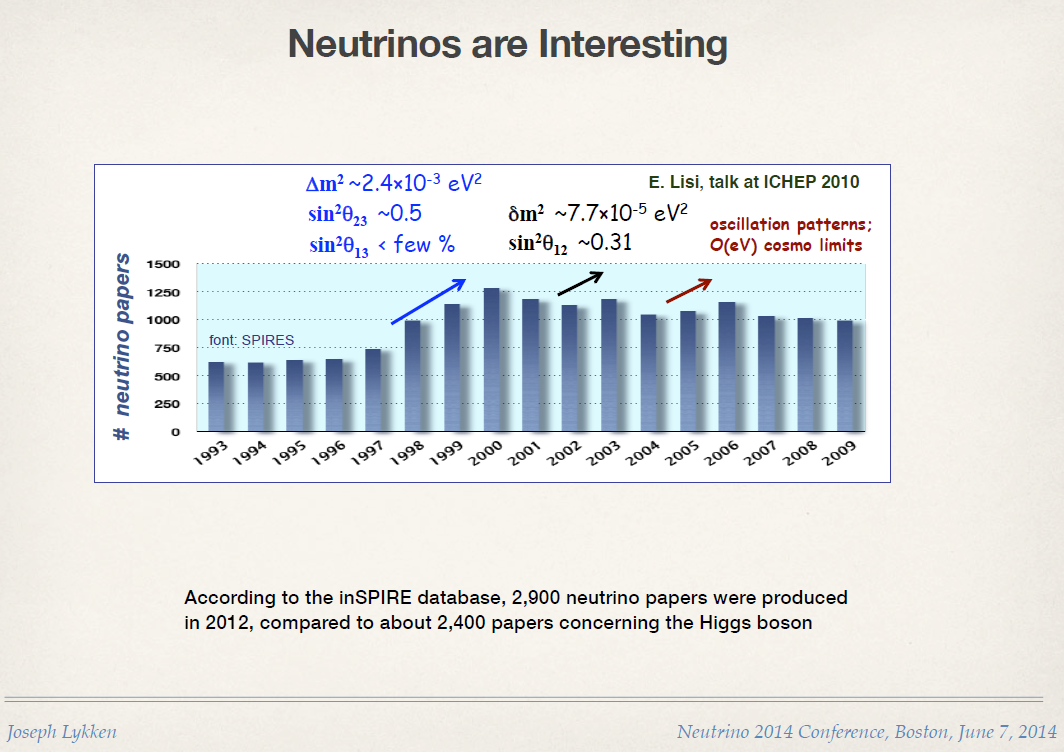 Neutrinos are Interesting
Δm² ~2.4×10⁻³ eV²
sin²θ₂₃ ~0.5
sin²θ₁₃ < few %
E. Lisi, talk at ICHEP 2010
δm² ~7.7×10⁻⁵ eV²
sin²θ₁₂ ~0.31
oscillation patterns;
O(eV) cosmo limits
# neutrino papers
1500
1250
1000
750
500
250
0
font: SPIRES
1993 1994 1995 1996 1997 1998 1999 2000 2001 2002 2003 2004 2005 2006 2007 2008 2009
According to the inSPIRE database, 2,900 neutrino papers were produced
in 2012, compared to about 2,400 papers concerning the Higgs boson
Joseph Lykken
Neutrino 2014 Conference, Boston, June 7, 2014